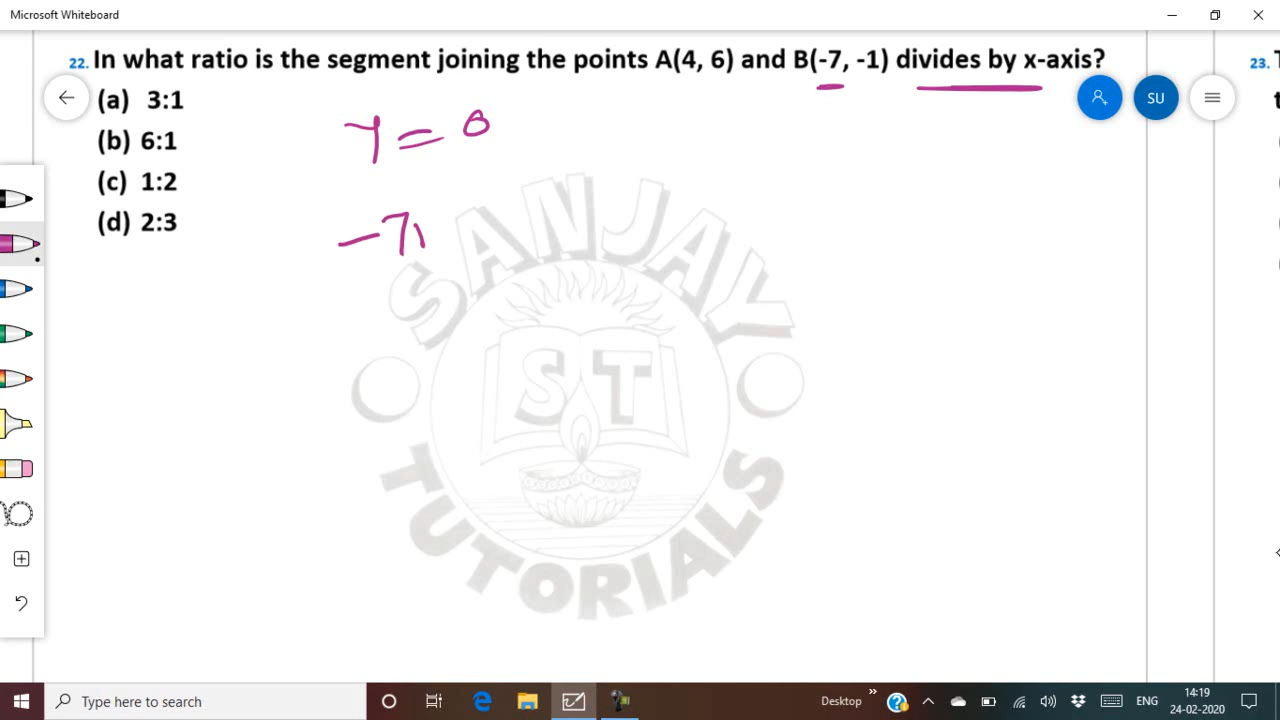 Microsoft Whiteboard
22. In what ratio is the segment joining the points A(4, 6) and B(-7, -1) divides by x-axis?
23.
(a) 3:1
(b) 6:1
(c) 1:2
(d) 2:3
SU
y = 0
-7
SANJAY
ST
TUTORIALS
Type here to search
Desktop
ENG
14:19
24-02-2020